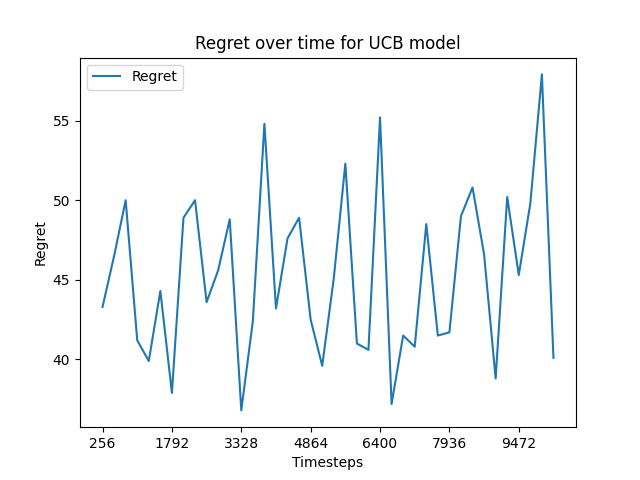 Regret over time for UCB model
Regret
55
50
45
40
Regret
256 1792 3328 4864 6400 7936 9472
Timesteps